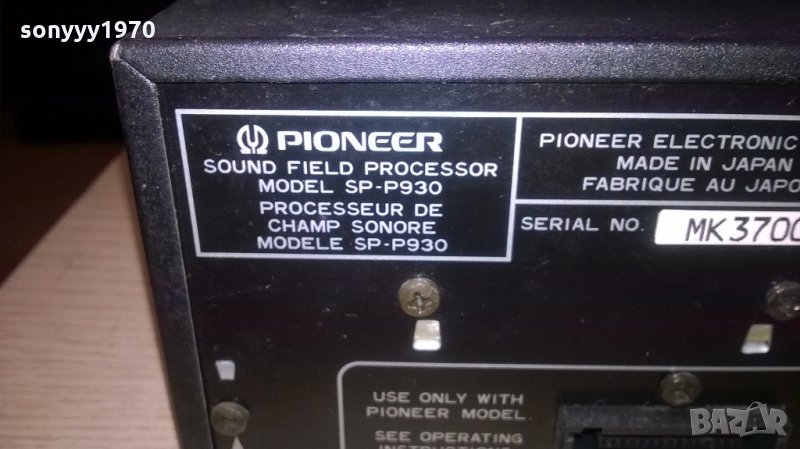 sonyyy1970
PIONEER
SOUND FIELD PROCESSOR
MODEL SP-P930
PROCESSEUR DE
CHAMP SONORE
MODELE SP-P930
PIONEER ELECTRONIC
MADE IN JAPAN
FABRIQUE AU JAPO
SERIAL NO. MK3700
USE ONLY WITH
PIONEER MODEL.
SEE OPERATING
INSTRUCTIONS.
BAZAR